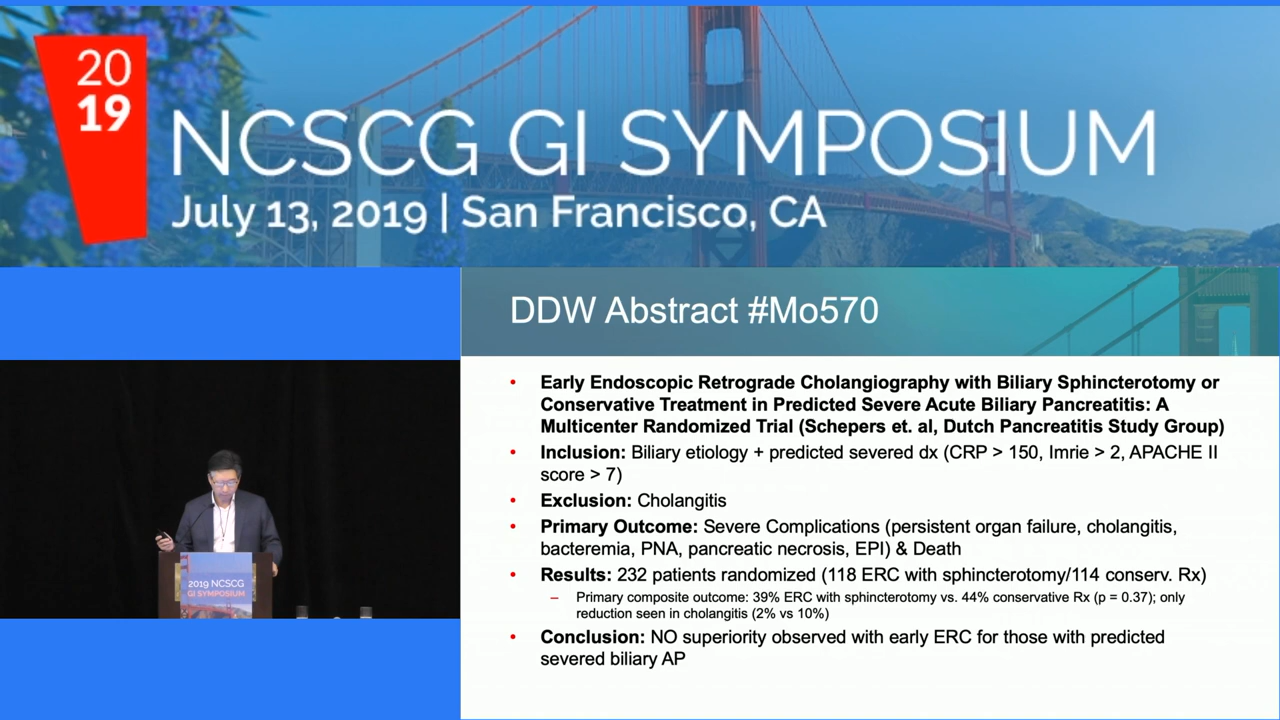 20
19
NCSCG GI SYMPOSIUM
July 13, 2019 | San Francisco, CA
DDW Abstract #Mo570
• Early Endoscopic Retrograde Cholangiography with Biliary Sphincterotomy or
Conservative Treatment in Predicted Severe Acute Biliary Pancreatitis: A
Multicenter Randomized Trial (Schepers et. al, Dutch Pancreatitis Study Group)
• Inclusion: Biliary etiology + predicted severed dx (CRP > 150, Imrie > 2, APACHE II
score > 7)
• Exclusion: Cholangitis
• Primary Outcome: Severe Complications (persistent organ failure, cholangitis,
bacteremia, PNA, pancreatic necrosis, EPI) & Death
• Results: 232 patients randomized (118 ERC with sphincterotomy/114 conserv. Rx)
– Primary composite outcome: 39% ERC with sphincterotomy vs. 44% conservative Rx (p = 0.37); only
reduction seen in cholangitis (2% vs 10%)
• Conclusion: NO superiority observed with early ERC for those with predicted
severed biliary AP
2019 NCSCG
GI SYMPOSIUM